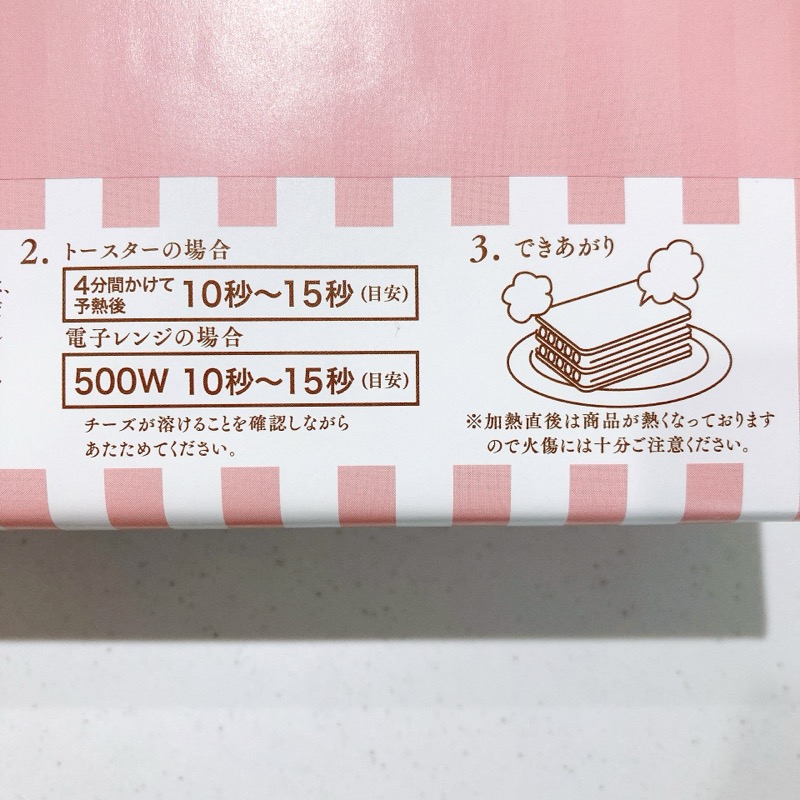 2. トースターの場合
4分間かけて
予熱後 10秒〜15秒 (目安)
電子レンジの場合
500W 10秒〜15秒 (目安)
チーズが溶けることを確認しながら
あたためてください。
3. できあがり
※加熱直後は商品が熱くなっております
ので火傷には十分ご注意ください。